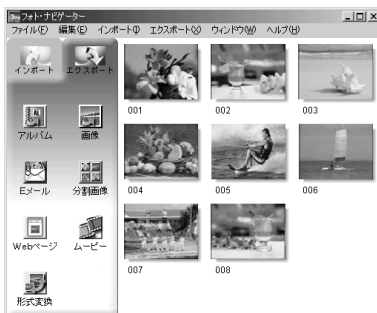 フォト・ナビゲーター
ファイル(F) 編集(E) インポート(I) エクスポート(X) ウィンドウ(W) ヘルプ(H)
インポート エクスポート
アルバム 画像
Eメール 分割画像
Webページ ムービー
形式変換
001 002 003
004 005 006
007 008